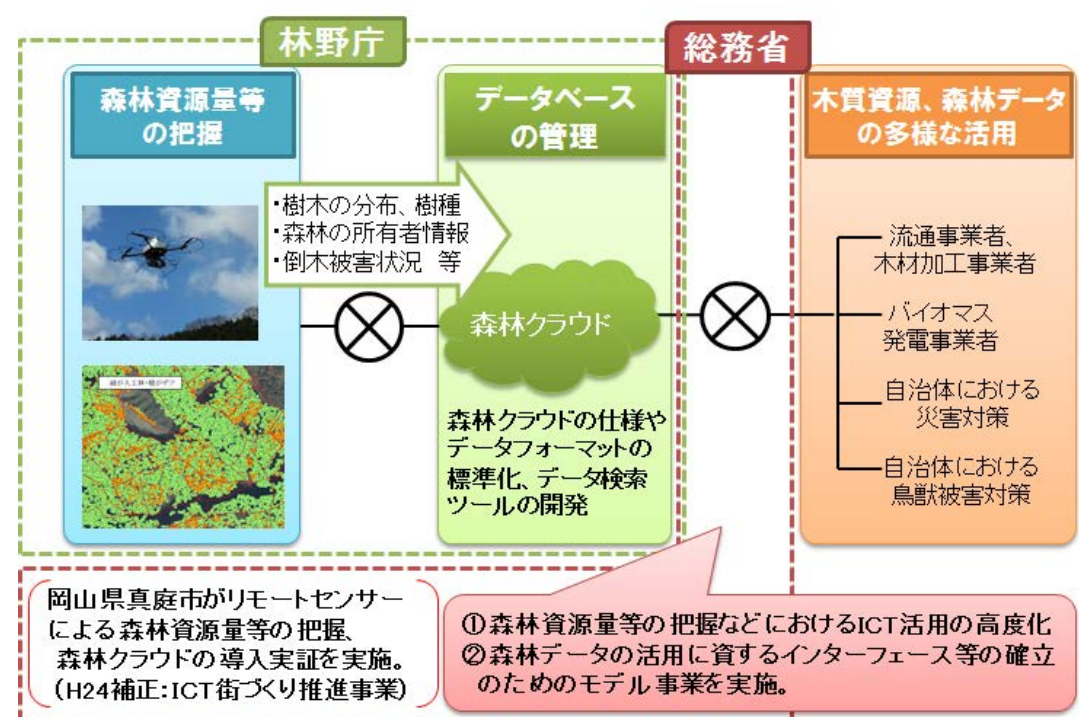 林野庁
総務省
森林資源量等
の把握
データベース
の管理
木質資源、森林データ
の多様な活用
・樹木の分布、樹種
・森林の所有者情報
・倒木被害状況 等
森林クラウド
森林クラウドの仕様や
データフォーマットの
標準化、データ検索
ツールの開発
流通事業者、
木材加工事業者
バイオマス
発電事業者
自治体における
災害対策
自治体における
鳥獣被害対策
岡山県真庭市がリモートセンサー
による森林資源量等の把握、
森林クラウドの導入実証を実施。
(H24補正:ICT街づくり推進事業)
①森林資源量等の把握などにおけるICT活用の高度化
②森林データの活用に資するインターフェース等の確立
のためのモデル事業を実施。